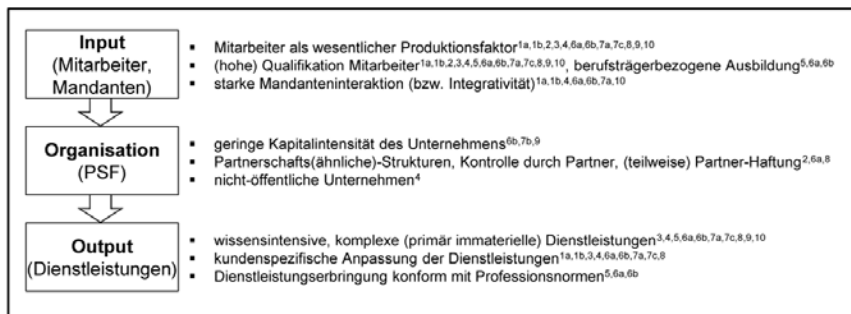 Input
(Mitarbeiter,
Mandanten)
▪ Mitarbeiter als wesentlicher Produktionsfaktor1a,1b,2,3,4,6a,6b,7a,7c,8,9,10
▪ (hohe) Qualifikation Mitarbeiter1a,1b,2,3,4,5,6a,6b,7a,7c,8,9,10, berufsträgerbezogene Ausbildung5,6a,6b
▪ starke Mandanteninteraktion (bzw. Integrativität)1a,1b,4,6a,6b,7a,10
Organisation
(PSF)
▪ geringe Kapitalintensität des Unternehmens6b,7b,9
▪ Partnerschafts(ähnliche)-Strukturen, Kontrolle durch Partner, (teilweise) Partner-Haftung2,6a,8
▪ nicht-öffentliche Unternehmen4
Output
(Dienstleistungen)
▪ wissensintensive, komplexe (primär immaterielle) Dienstleistungen3,4,5,6a,6b,7a,7c,8,9,10
▪ kundenspezifische Anpassung der Dienstleistungen1a,1b,3,4,6a,6b,7a,7c,8
▪ Dienstleistungserbringung konform mit Professionsnormen5,6a,6b